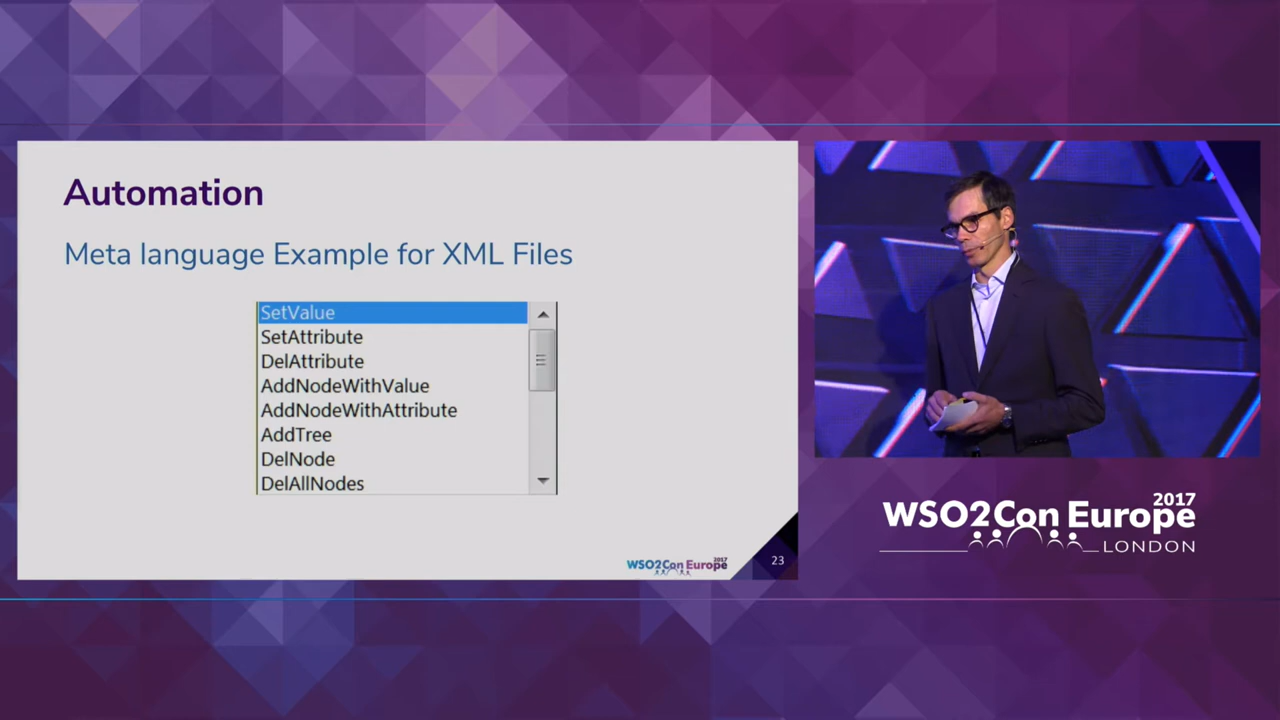 Automation
Meta language Example for XML Files
SetValue
SetAttribute
DelAttribute
AddNodeWithValue
AddNodeWithAttribute
AddTree
DelNode
DelAllNodes
WSO2Con Europe 2017
23
WSO2Con Europe 2017
LONDON